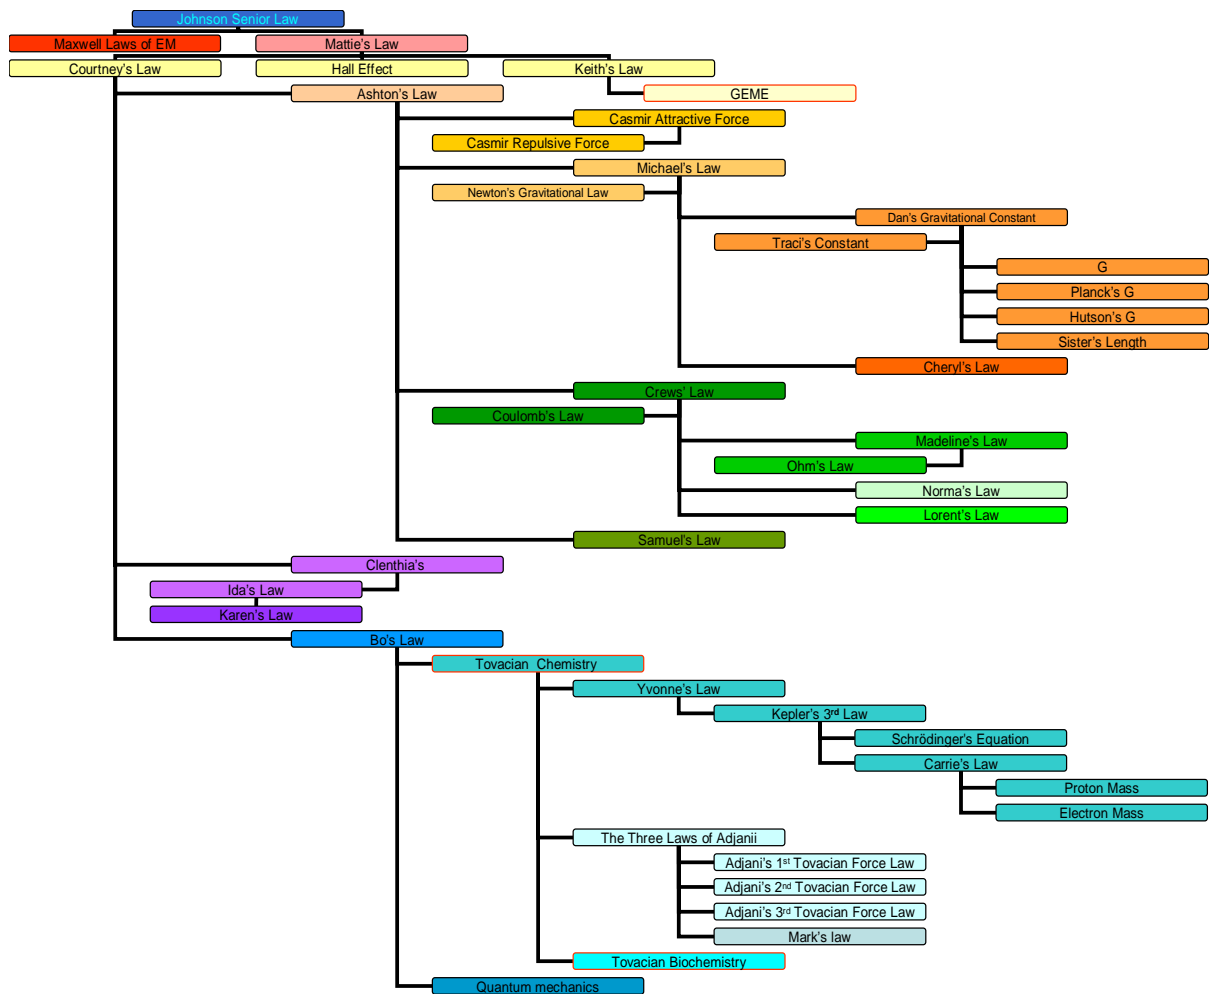 Johnson Senior Law
Maxwell Laws of EM
Mattie's Law
Courtney's Law
Hall Effect
Keith's Law
Ashton's Law
GEME
Casmir Attractive Force
Casmir Repulsive Force
Michael's Law
Newton's Gravitational Law
Dan's Gravitational Constant
Traci's Constant
G
Planck's G
Hutson's G
Sister's Length
Cheryl's Law
Crews' Law
Coulomb's Law
Madeline's Law
Ohm's Law
Norma's Law
Lorent's Law
Samuel's Law
Clenthia's
Ida's Law
Karen's Law
Bo's Law
Tovacian Chemistry
Yvonne's Law
Kepler's 3rd Law
Schrödinger's Equation
Carrie's Law
Proton Mass
Electron Mass
The Three Laws of Adjanii
Adjani's 1st Tovacian Force Law
Adjani's 2nd Tovacian Force Law
Adjani's 3rd Tovacian Force Law
Mark's law
Tovacian Biochemistry
Quantum mechanics